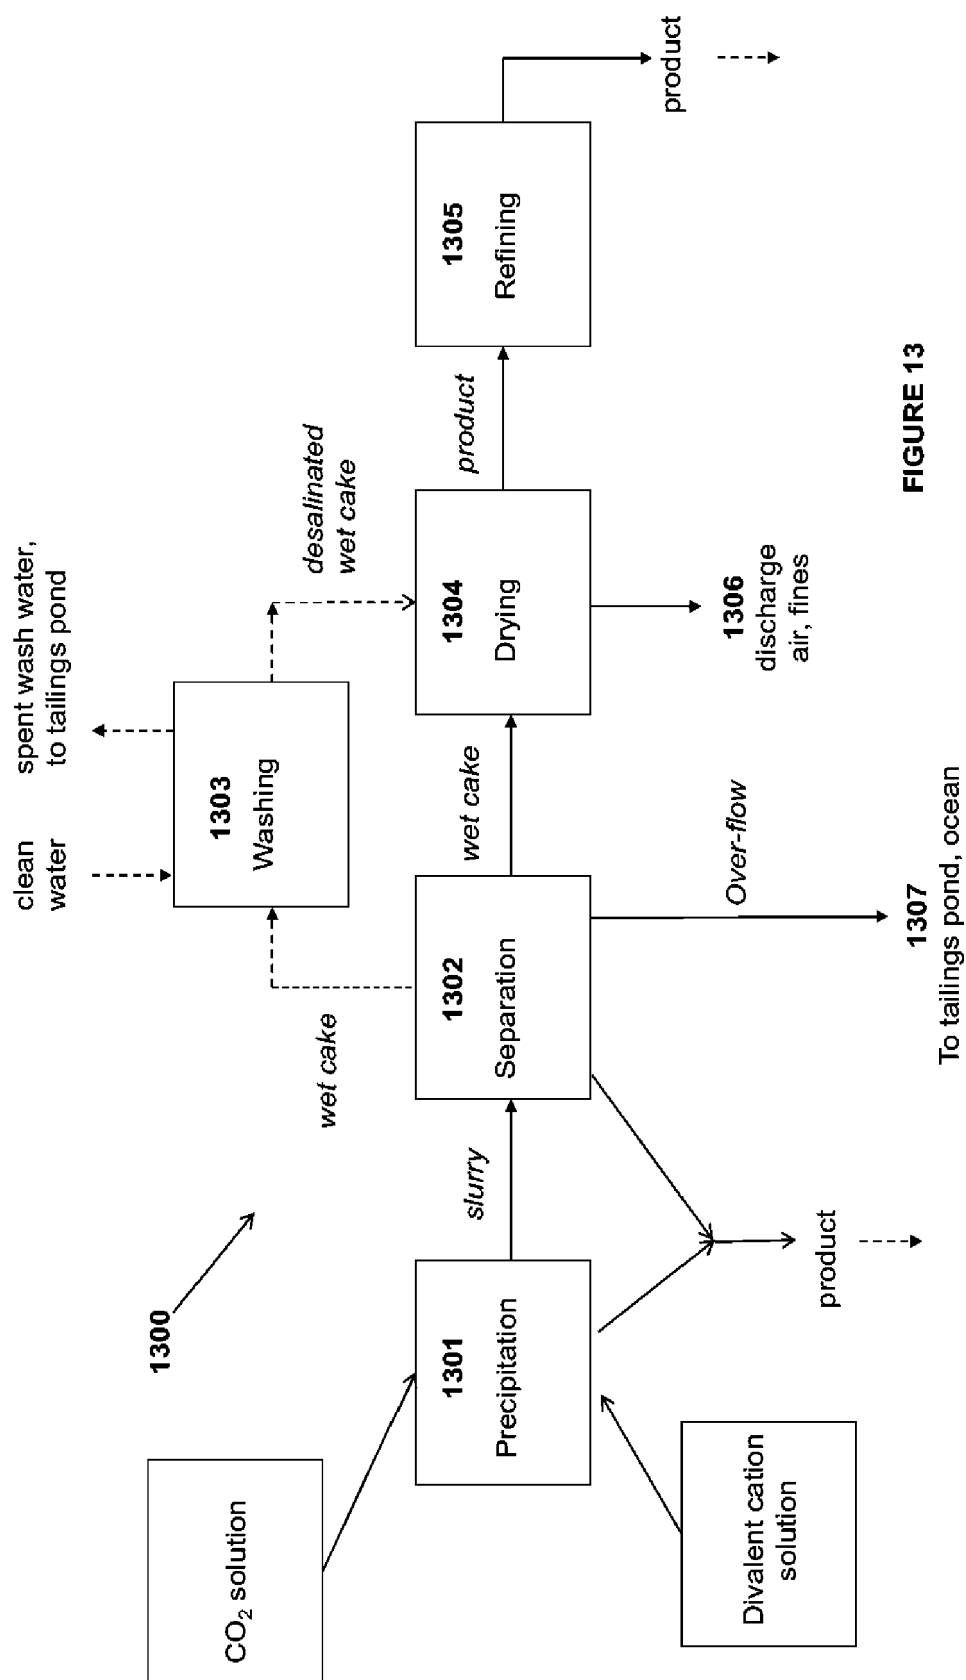 1300
CO2 solution
Divalent cation
solution
1301
Precipitation
slurry
product
1302
Separation
wet cake
clean
water
spent wash water,
to tailings pond
1303
Washing
desalinated
wet cake
wet cake
Over-flow
1307
To tailings pond, ocean
1304
Drying
1306
discharge
air, fines
product
1305
Refining
product
FIGURE 13